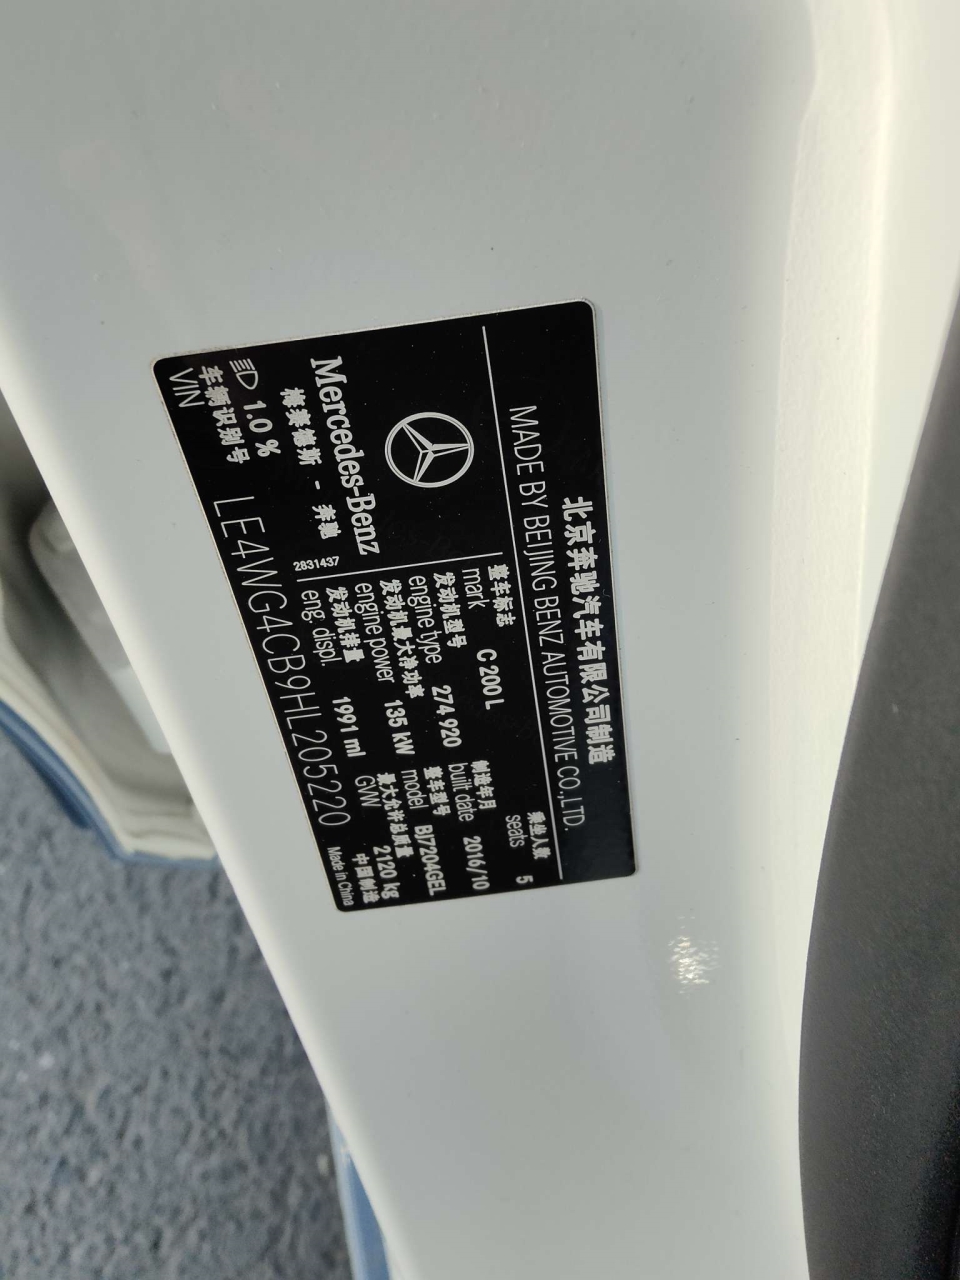 北京奔驰汽车有限公司制造
MADE BY BEIJING BENZ AUTOMOTIVE CO.,LTD.
Mercedes-Benz
梅赛德斯 - 奔驰
1.0 %
2831437
乘坐人数
seats 5
整车标志
mark C 200 L
制造年月
built date 2016/10
发动机型号
engine type 274 920
整车型号
model BJ7204GEL
发动机最大净功率
engine power 135 kW
最大允许总质量
GVW 2120 kg
发动机排量
eng. displ. 1991 ml
中国制造
Made in China
车辆识别号
VIN LE4WG4CB9HL205220